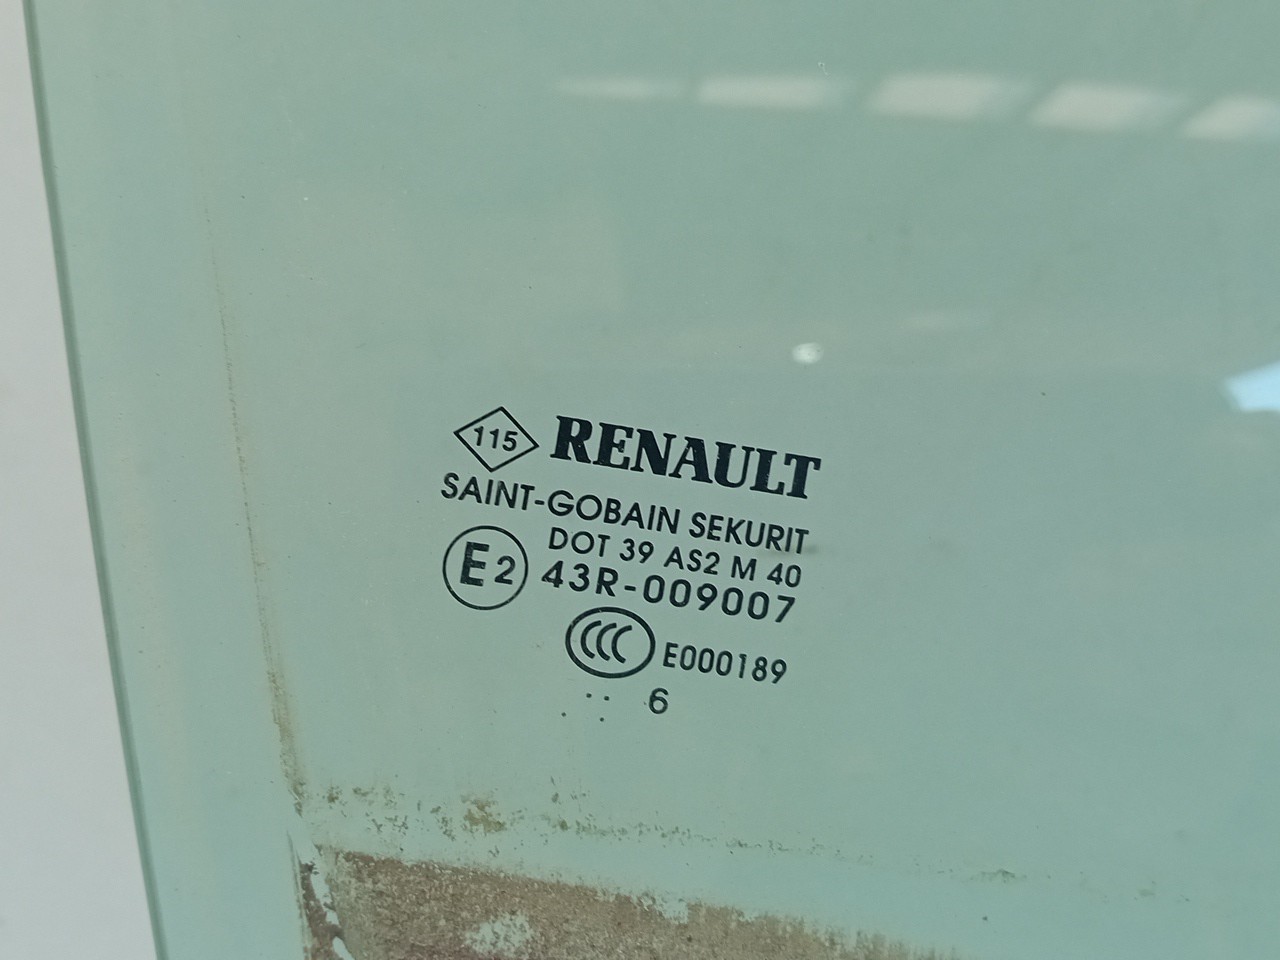 115 RENAULT
SAINT-GOBAIN SEKURIT
DOT 39 AS2 M 40
E2 43R-009007
CCC E000189
.. 6
. .